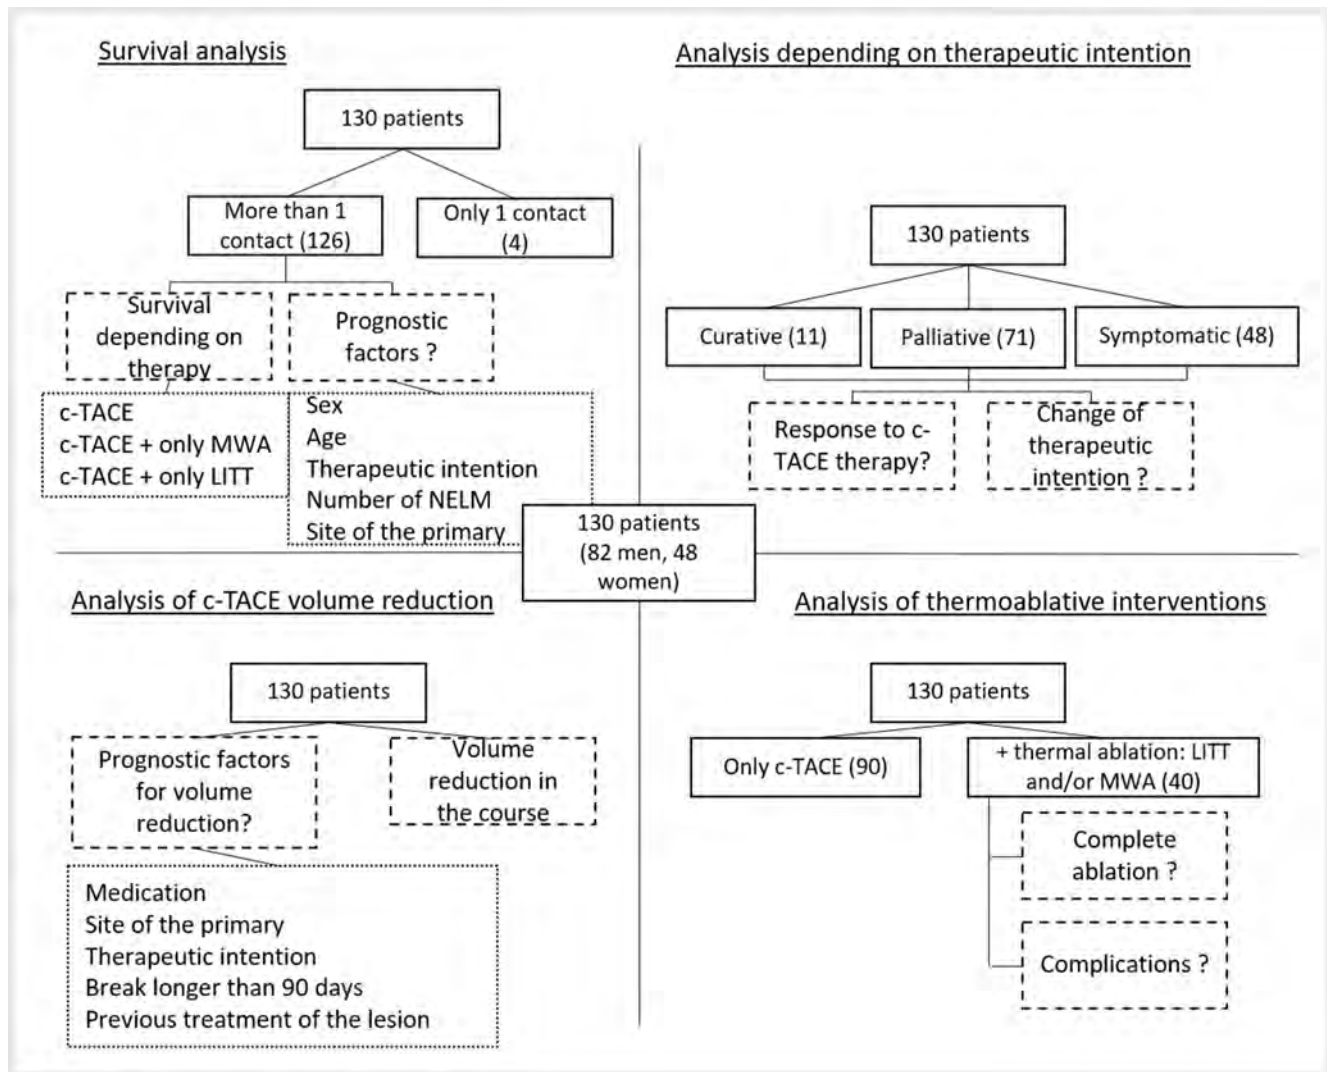 Survival analysis
130 patients
More than 1
contact (126)
Only 1 contact
(4)
Survival
depending on
therapy
Prognostic
factors ?
c-TACE
c-TACE + only MWA
c-TACE + only LITT
Sex
Age
Therapeutic intention
Number of NELM
Site of the primary
Analysis depending on therapeutic intention
130 patients
Curative (11)
Palliative (71)
Symptomatic (48)
Response to c-
TACE therapy?
Change of
therapeutic
intention ?
130 patients
(82 men, 48
women)
Analysis of c-TACE volume reduction
130 patients
Prognostic factors
for volume
reduction?
Volume
reduction in
the course
Medication
Site of the primary
Therapeutic intention
Break longer than 90 days
Previous treatment of the lesion
Analysis of thermoablative interventions
130 patients
Only c-TACE (90)
+ thermal ablation: LITT
and/or MWA (40)
Complete
ablation ?
Complications ?